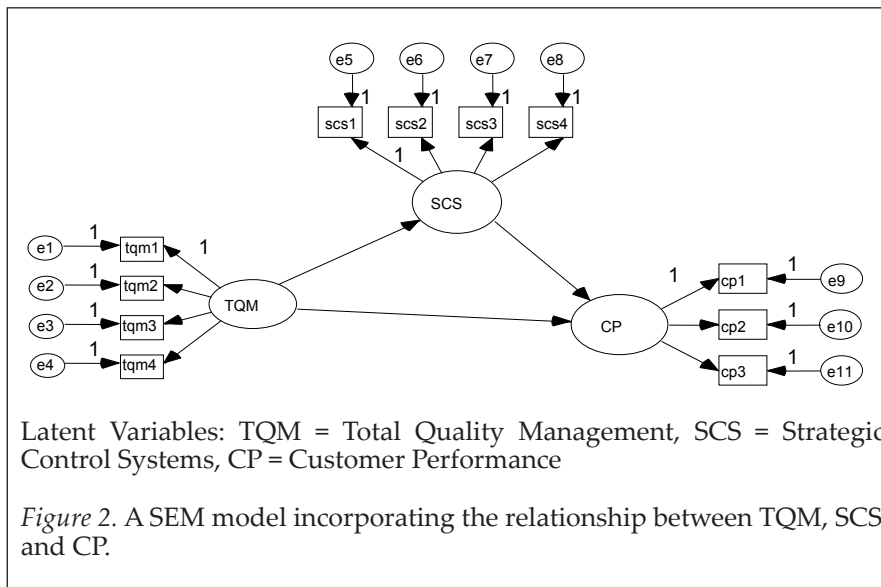 e5 e6 e7 e8
1 1 1 1
scs1 scs2 scs3 scs4
1
SCS
e1 1 tqm1 1
e2 1 tqm2
e3 1 tqm3
e4 1 tqm4
TQM
CP
1 cp1 1 e9
cp2 1 e10
cp3 1 e11
Latent Variables: TQM = Total Quality Management, SCS = Strategic
Control Systems, CP = Customer Performance
Figure 2. A SEM model incorporating the relationship between TQM, SCS
and CP.